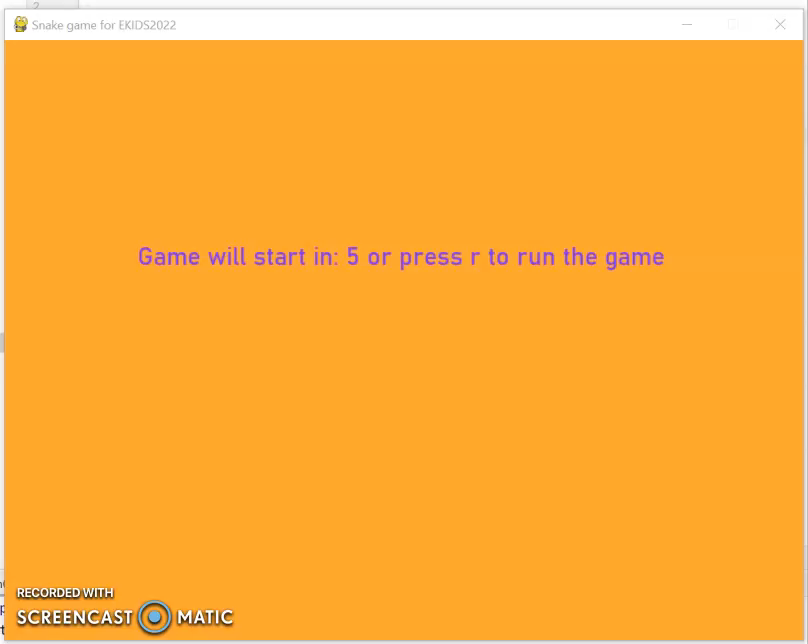 2
Snake game for EKIDS2022
Game will start in: 5 or press r to run the game
RECORDED WITH
SCREENCAST MATIC